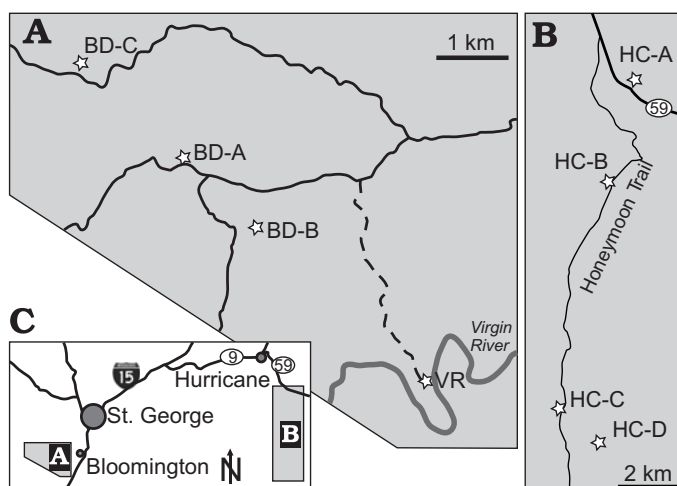 A
BD-C
1 km
BD-A
BD-B
Virgin
River
VR
B
HC-A
59
HC-B
Honeymoon Trail
HC-C
HC-D
2 km
C
9
59
15
Hurricane
St. George
B
A
Bloomington
N